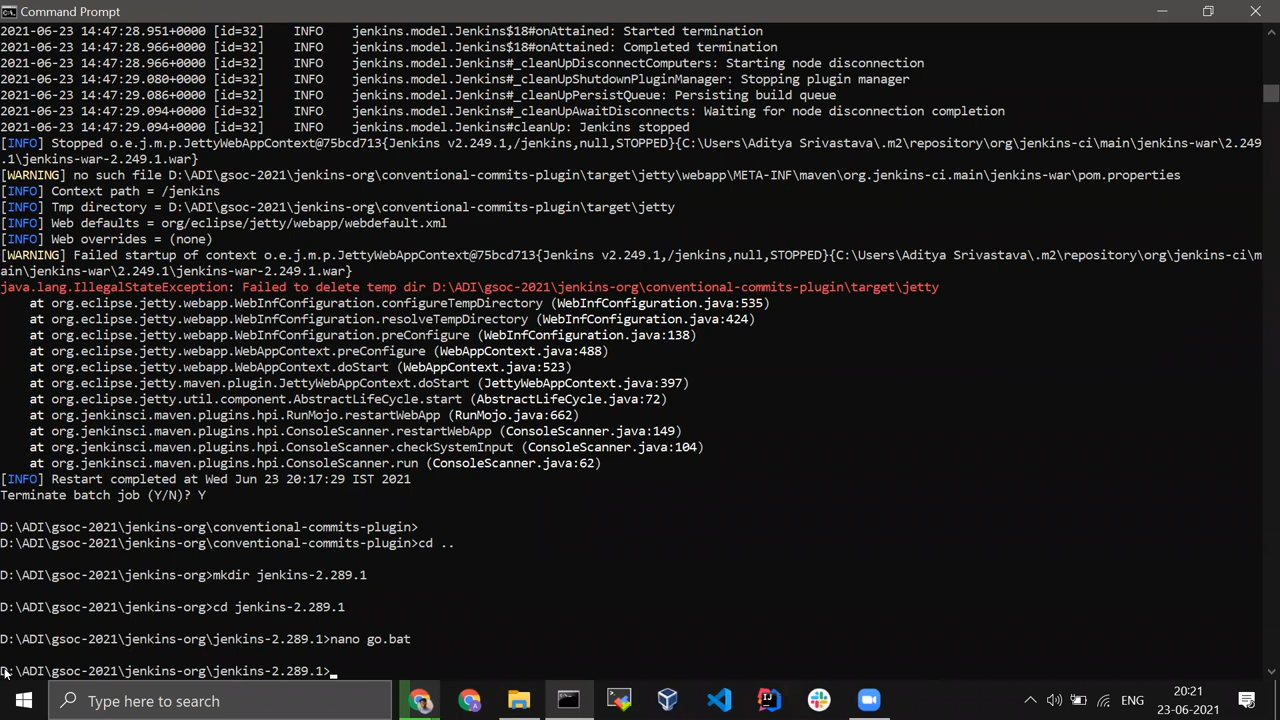 Command Prompt
2021-06-23 14:47:28.951+0000 [id=32]    INFO    jenkins.model.Jenkins$18#onAttained: Started termination
2021-06-23 14:47:28.966+0000 [id=32]    INFO    jenkins.model.Jenkins$18#onAttained: Completed termination
2021-06-23 14:47:28.966+0000 [id=32]    INFO    jenkins.model.Jenkins#_cleanUpDisconnectComputers: Starting node disconnection
2021-06-23 14:47:29.080+0000 [id=32]    INFO    jenkins.model.Jenkins#_cleanUpShutdownPluginManager: Stopping plugin manager
2021-06-23 14:47:29.086+0000 [id=32]    INFO    jenkins.model.Jenkins#_cleanUpPersistQueue: Persisting build queue
2021-06-23 14:47:29.094+0000 [id=32]    INFO    jenkins.model.Jenkins#_cleanUpAwaitDisconnects: Waiting for node disconnection completion
2021-06-23 14:47:29.094+0000 [id=32]    INFO    jenkins.model.Jenkins#cleanUp: Jenkins stopped
[INFO] Stopped o.e.j.m.p.JettyWebAppContext@75bcd713{Jenkins v2.249.1,/jenkins,null,STOPPED}{C:\Users\Aditya Srivastava\.m2\repository\org\jenkins-ci\main\jenkins-war\2.249
.1\jenkins-war-2.249.1.war}
[WARNING] no such file D:\ADI\gsoc-2021\jenkins-org\conventional-commits-plugin\target\jetty\webapp\META-INF\maven\org.jenkins-ci.main\jenkins-war\pom.properties
[INFO] Context path = /jenkins
[INFO] Tmp directory = D:\ADI\gsoc-2021\jenkins-org\conventional-commits-plugin\target\jetty
[INFO] Web defaults = org/eclipse/jetty/webapp/webdefault.xml
[INFO] Web overrides = (none)
[WARNING] Failed startup of context o.e.j.m.p.JettyWebAppContext@75bcd713{Jenkins v2.249.1,/jenkins,null,STOPPED}{C:\Users\Aditya Srivastava\.m2\repository\org\jenkins-ci\m
ain\jenkins-war\2.249.1\jenkins-war-2.249.1.war}
java.lang.IllegalStateException: Failed to delete temp dir D:\ADI\gsoc-2021\jenkins-org\conventional-commits-plugin\target\jetty
    at org.eclipse.jetty.webapp.WebInfConfiguration.configureTempDirectory (WebInfConfiguration.java:535)
    at org.eclipse.jetty.webapp.WebInfConfiguration.resolveTempDirectory (WebInfConfiguration.java:424)
    at org.eclipse.jetty.webapp.WebInfConfiguration.preConfigure (WebInfConfiguration.java:138)
    at org.eclipse.jetty.webapp.WebAppContext.preConfigure (WebAppContext.java:488)
    at org.eclipse.jetty.webapp.WebAppContext.doStart (WebAppContext.java:523)
    at org.eclipse.jetty.maven.plugin.JettyWebAppContext.doStart (JettyWebAppContext.java:397)
    at org.eclipse.jetty.util.component.AbstractLifeCycle.start (AbstractLifeCycle.java:72)
    at org.jenkinsci.maven.plugins.hpi.RunMojo.restartWebApp (RunMojo.java:662)
    at org.jenkinsci.maven.plugins.hpi.ConsoleScanner.restartWebApp (ConsoleScanner.java:149)
    at org.jenkinsci.maven.plugins.hpi.ConsoleScanner.checkSystemInput (ConsoleScanner.java:104)
    at org.jenkinsci.maven.plugins.hpi.ConsoleScanner.run (ConsoleScanner.java:62)
[INFO] Restart completed at Wed Jun 23 20:17:29 IST 2021
Terminate batch job (Y/N)? Y
D:\ADI\gsoc-2021\jenkins-org\conventional-commits-plugin>
D:\ADI\gsoc-2021\jenkins-org\conventional-commits-plugin>cd ..
D:\ADI\gsoc-2021\jenkins-org>mkdir jenkins-2.289.1
D:\ADI\gsoc-2021\jenkins-org>cd jenkins-2.289.1
D:\ADI\gsoc-2021\jenkins-org\jenkins-2.289.1>nano go.bat
D:\ADI\gsoc-2021\jenkins-org\jenkins-2.289.1>
Type here to search
ENG
20:21
23-06-2021